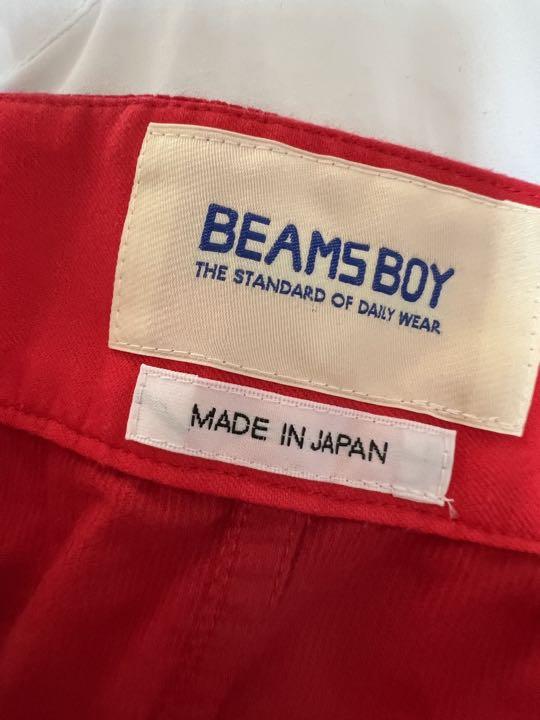 BEAMS BOY
THE STANDARD OF DAILY WEAR
MADE IN JAPAN